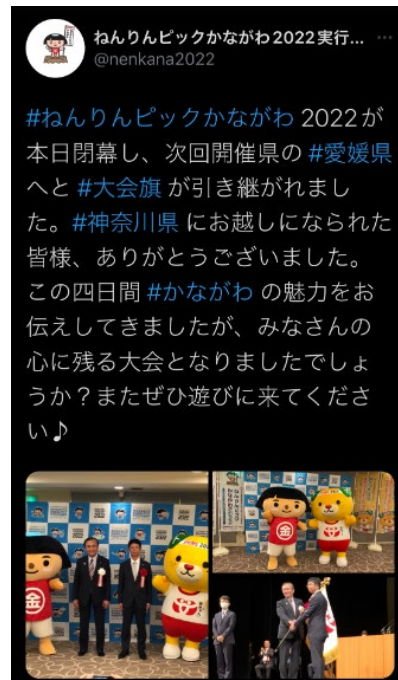 ねんりんピックかながわ2022実行...
@nenkana2022
#ねんりんピックかながわ 2022が
本日閉幕し、次回開催県の #愛媛県
へと #大会旗 が引き継がれまし
た。#神奈川県 にお越しになられた
皆様、ありがとうございました。
この四日間 #かながわ の魅力をお
伝えしてきましたが、みなさんの
心に残る大会となりましたでしょ
うか？またぜひ遊びに来てくださ
い♪
金
金